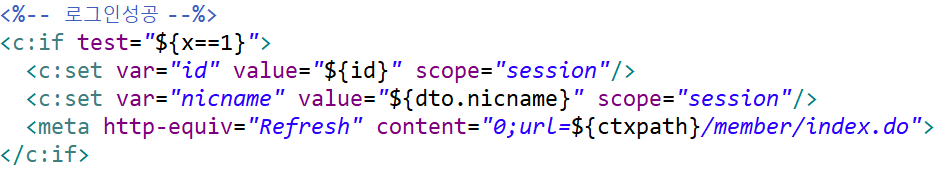 <%-- 로그인성공 --%>
<c:if test="${x==1}">
  <c:set var="id" value="${id}" scope="session"/>
  <c:set var="nicname" value="${dto.nicname}" scope="session"/>
  <meta http-equiv="Refresh" content="0;url=${ctxpath}/member/index.do">
</c:if>